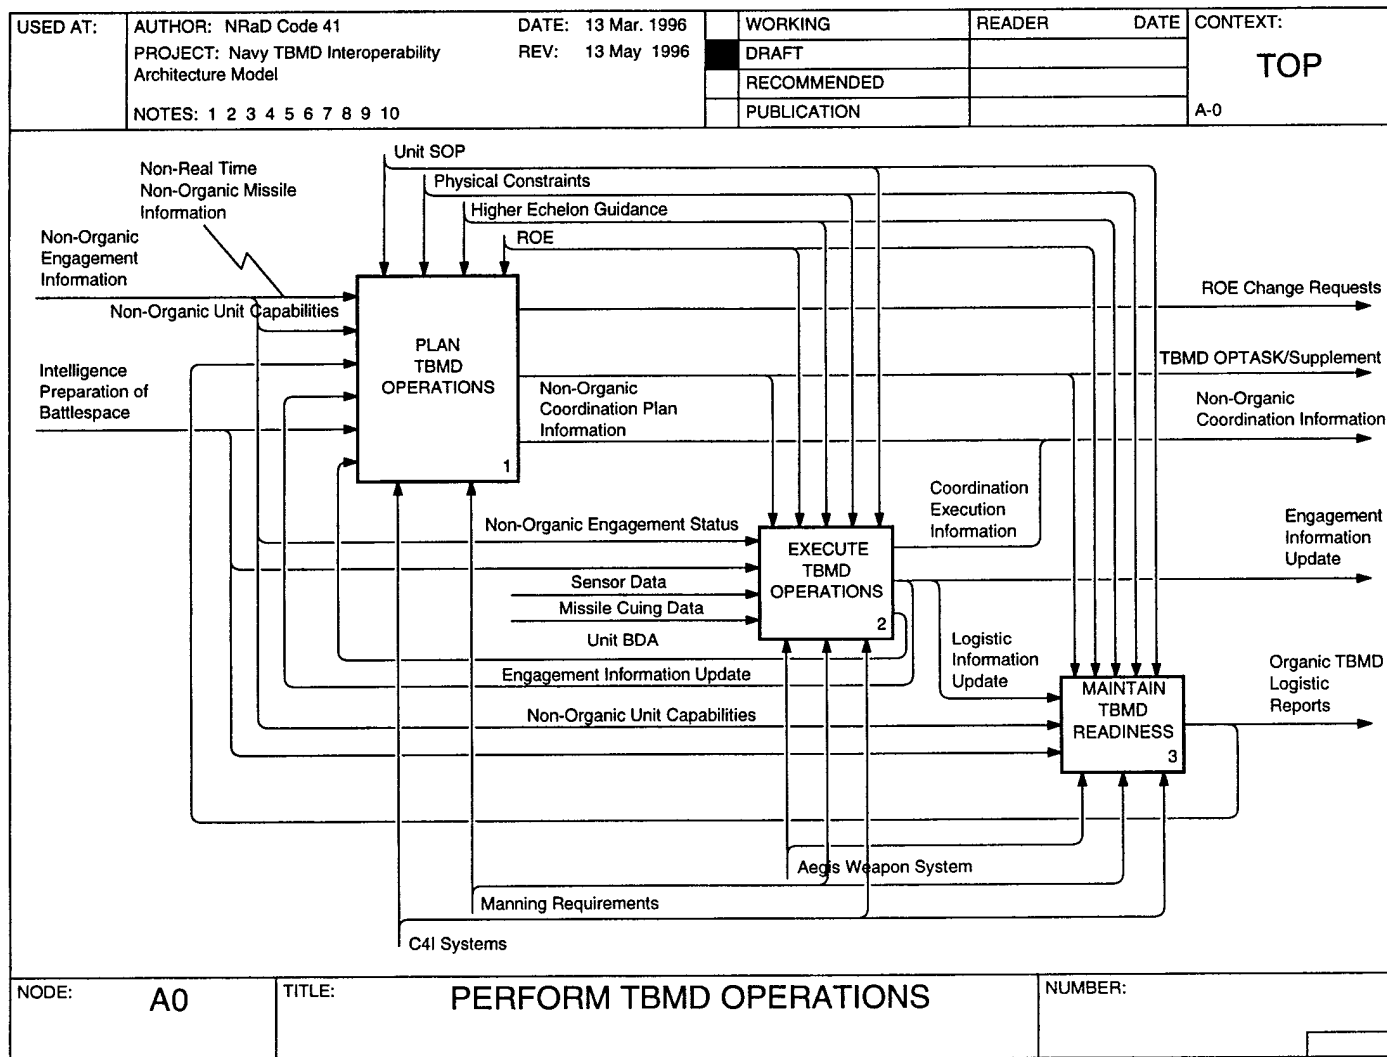 USED AT:
AUTHOR: NRaD Code 41
DATE: 13 Mar. 1996
PROJECT: Navy TBMD Interoperability
Architecture Model
REV: 13 May 1996
NOTES: 1 2 3 4 5 6 7 8 9 10
WORKING
DRAFT
RECOMMENDED
PUBLICATION
READER DATE
CONTEXT:
TOP
A-0
Unit SOP
Physical Constraints
Higher Echelon Guidance
ROE
Non-Real Time
Non-Organic Missile
Information
Non-Organic
Engagement
Information
Non-Organic Unit Capabilities
Intelligence
Preparation of
Battlespace
PLAN
TBMD
OPERATIONS
1
ROE Change Requests
TBMD OPTASK/Supplement
Non-Organic
Coordination Plan
Information
Non-Organic
Coordination Information
Coordination
Execution
Information
Engagement
Information
Update
Non-Organic Engagement Status
Sensor Data
Missile Cuing Data
Unit BDA
Engagement Information Update
EXECUTE
TBMD
OPERATIONS
2
Logistic
Information
Update
Non-Organic Unit Capabilities
MAINTAIN
TBMD
READINESS
3
Organic TBMD
Logistic
Reports
Aegis Weapon System
Manning Requirements
C4I Systems
NODE:
A0
TITLE:
PERFORM TBMD OPERATIONS
NUMBER: